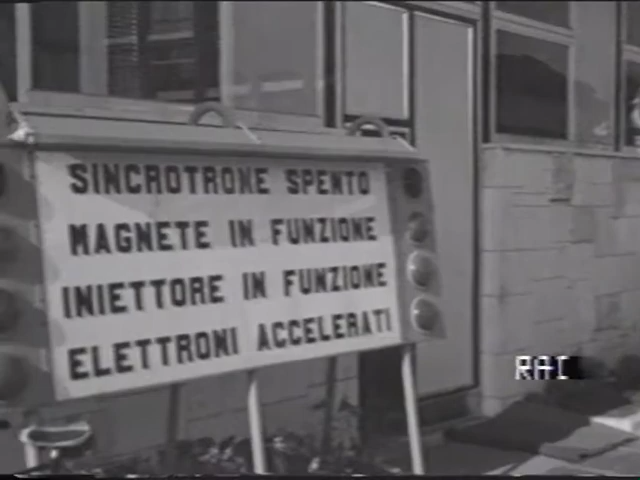 SINCROTRONE SPENTO
MAGNETE IN FUNZIONE
INIETTORE IN FUNZIONE
ELETTRONI ACCELERATI
RAI